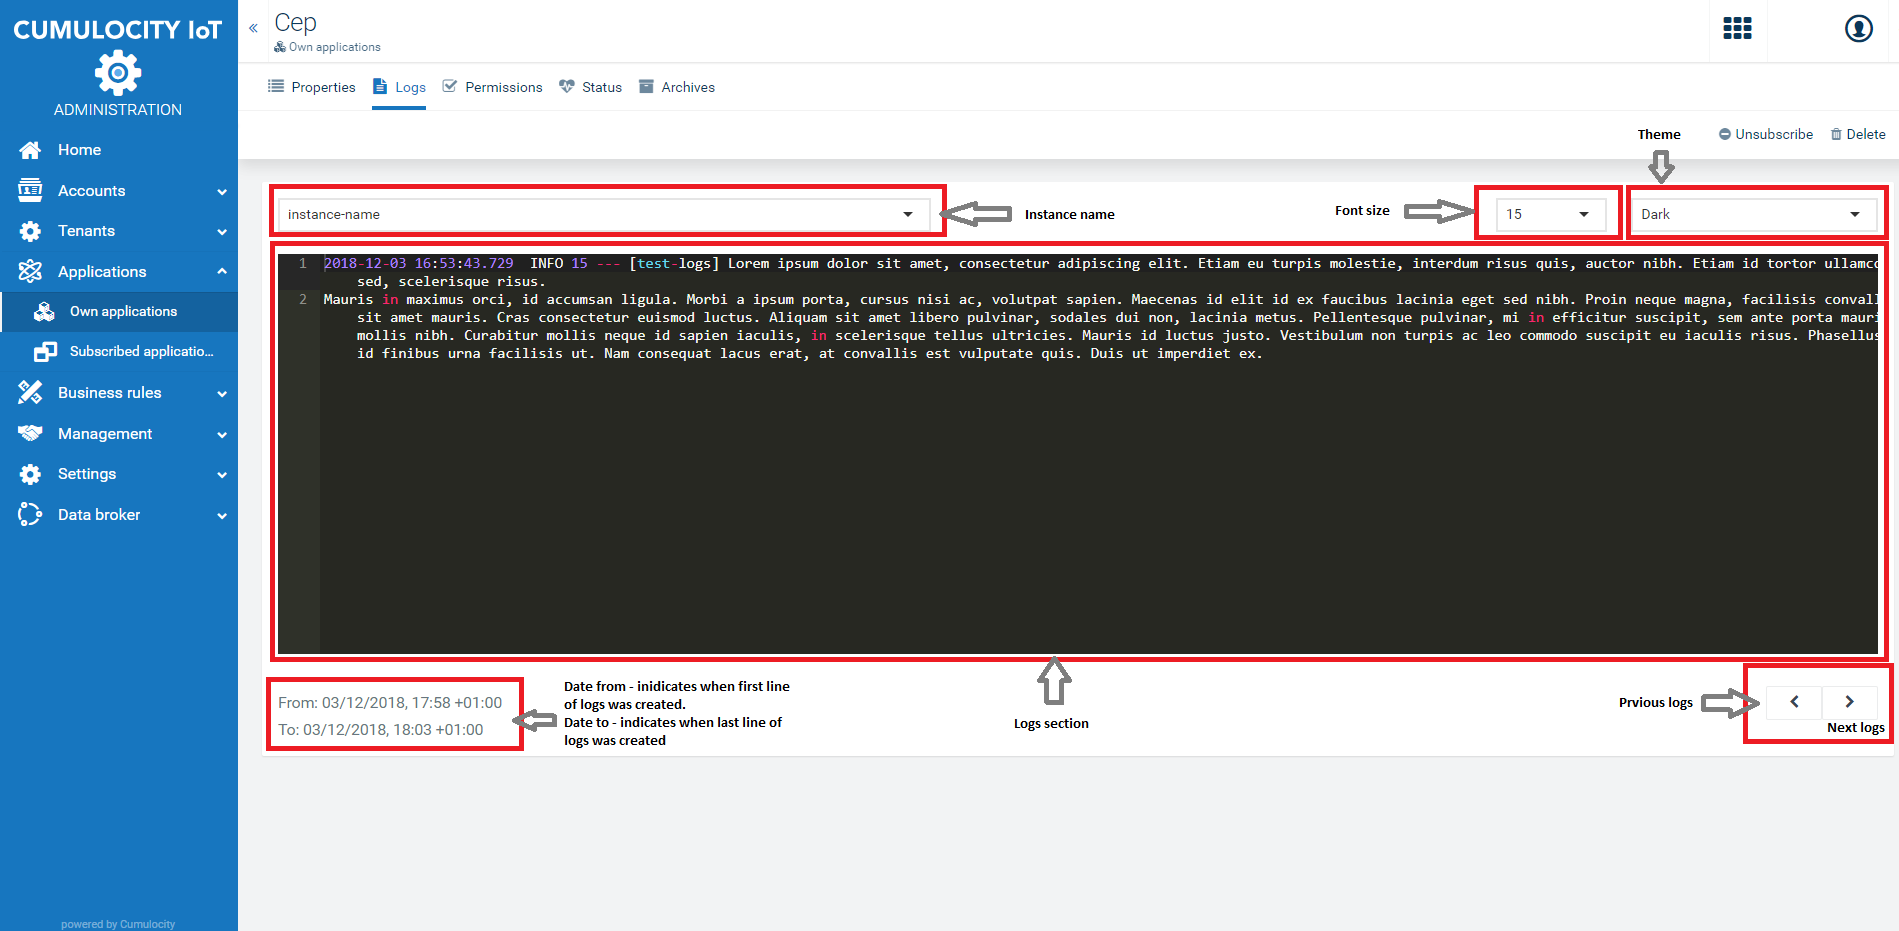 CUMULOCITY IoT
ADMINISTRATION
Home
Accounts
Tenants
Applications
Own applications
Subscribed applicatio...
Business rules
Management
Settings
Data broker
powered by Cumulocity
Cep
Own applications
Properties
Logs
Permissions
Status
Archives
Theme
Unsubscribe
Delete
instance-name
Instance name
Font size
15
Dark
1 2018-12-03 16:53:43.729 INFO 15 --- [test-logs] Lorem ipsum dolor sit amet, consectetur adipiscing elit. Etiam eu turpis molestie, interdum risus quis, auctor nibh. Etiam id tortor ullamc
sed, scelerisque risus.
2 Mauris in maximus orci, id accumsan ligula. Morbi a ipsum porta, cursus nisi ac, volutpat sapien. Maecenas id elit id ex faucibus lacinia eget sed nibh. Proin neque magna, facilisis conval
sit amet mauris. Cras consectetur euismod luctus. Aliquam sit amet libero pulvinar, sodales dui non, lacinia metus. Pellentesque pulvinar, mi in efficitur suscipit, sem ante porta maur
mollis nibh. Curabitur mollis neque id sapien iaculis, in scelerisque tellus ultricies. Mauris id luctus justo. Vestibulum non turpis ac leo commodo suscipit eu iaculis risus. Phasellus
id finibus urna facilisis ut. Nam consequat lacus erat, at convallis est vulputate quis. Duis ut imperdiet ex.
From: 03/12/2018, 17:58 +01:00
To: 03/12/2018, 18:03 +01:00
Date from - inidicates when first line
of logs was created.
Date to - indicates when last line of
logs was created
Logs section
Prvious logs
Next logs